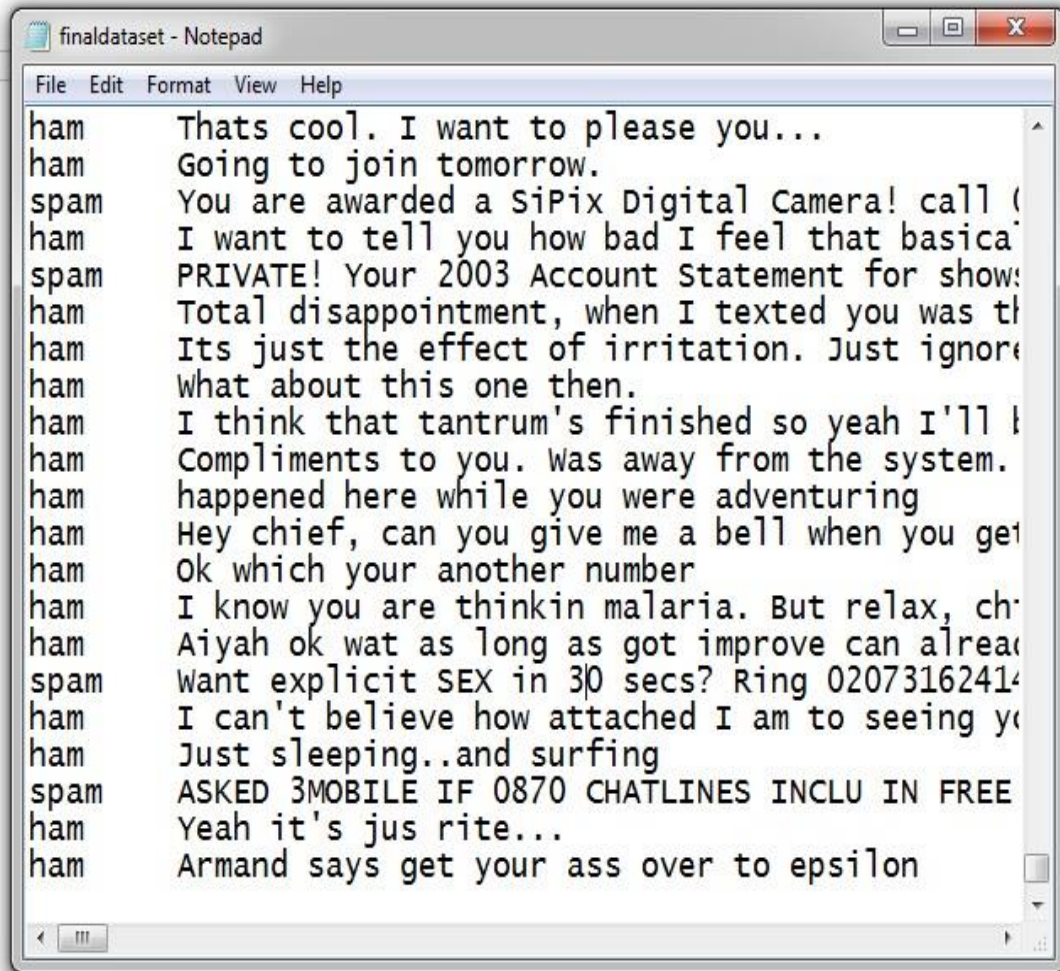 finaldataset - Notepad
File Edit Format View Help
ham Thats cool. I want to please you...
ham Going to join tomorrow.
spam You are awarded a SiPix Digital Camera! call
ham I want to tell you how bad I feel that
spam PRIVATE! Your 2003 Account Statement for shows
ham Total disappointment, when I texted you was
ham Its just the effect of irritation. Just ignore
ham What about this one then.
ham I think that tantrum's finished so yeah I'll
ham Compliments to you. Was away from the system.
ham happened here while you were adventuring
ham Hey chief, can you give me a bell when you get
ham Ok which your another number
ham I know you are thinkin malaria. But relax,
ham Aiyah ok wat as long as got improve can
spam Want explicit SEX in 30 secs? Ring 02073162414
ham I can't believe how attached I am to seeing
ham Just sleeping..and surfing
spam ASKED 3MOBILE IF 0870 CHATLINES INCLU IN FREE
ham Yeah it's jus rite...
ham Armand says get your ass over to epsilon